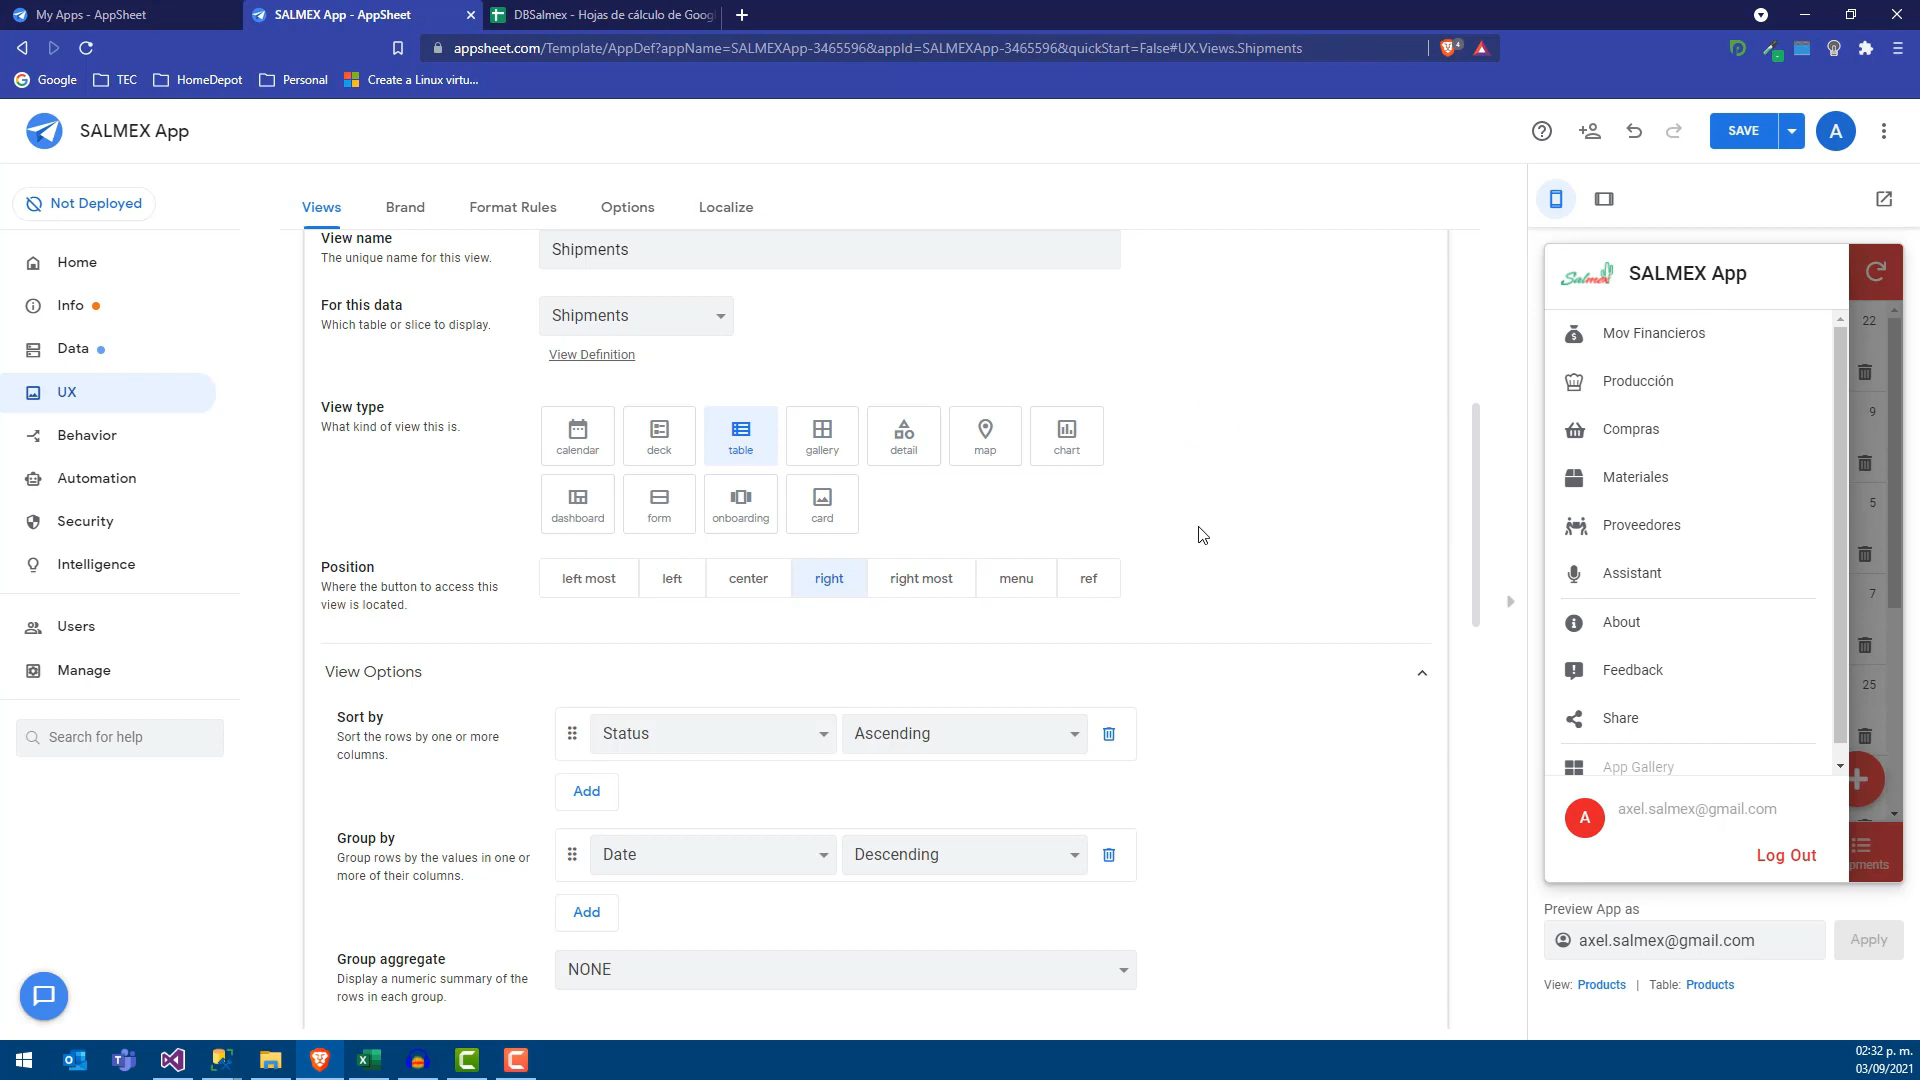 My Apps - AppSheet
SALMEX App - AppSheet
DBSalmex - Hojas de cálculo de Goog
appsheet.com/Template/AppDef?appName=SALMEXApp-3465596&appId=SALMEXApp-3465596&quickStart=False#UX.Views.Shipments
4
Google
TEC
HomeDepot
Personal
Create a Linux virtu...
SALMEX App
SAVE
A
Not Deployed
Home
Info
Data
UX
Behavior
Automation
Security
Intelligence
Users
Manage
Search for help
Views
Brand
Format Rules
Options
Localize
View name
The unique name for this view.
Shipments
For this data
Which table or slice to display.
Shipments
View Definition
View type
What kind of view this is.
calendar
deck
table
gallery
detail
map
chart
dashboard
form
onboarding
card
Position
Where the button to access this
view is located.
left most
left
center
right
right most
menu
ref
View Options
Sort by
Sort the rows by one or more
columns.
Status
Ascending
Add
Group by
Group rows by the values in one or
more of their columns.
Date
Descending
Add
Group aggregate
Display a numeric summary of the
rows in each group.
NONE
Salmex
SALMEX App
Mov Financieros
Producción
Compras
Materiales
Proveedores
Assistant
About
Feedback
Share
App Gallery
A
axel.salmex@gmail.com
Log Out
22
9
5
7
25
pments
Preview App as
axel.salmex@gmail.com
Apply
View: Products | Table: Products
02:32 p. m.
03/09/2021